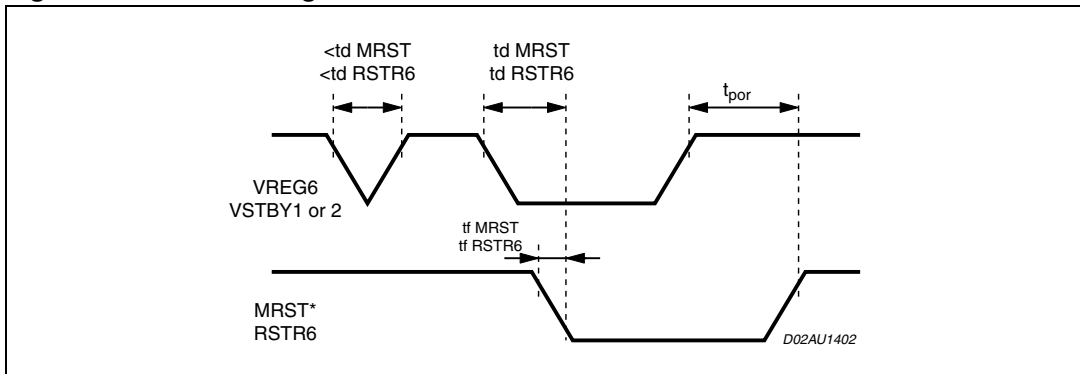 <td MRST
<td RSTR6
td MRST
td RSTR6
tpor
VREG6
VSTBY1 or 2
tf MRST
tf RSTR6
MRST*
RSTR6
D02AU1402